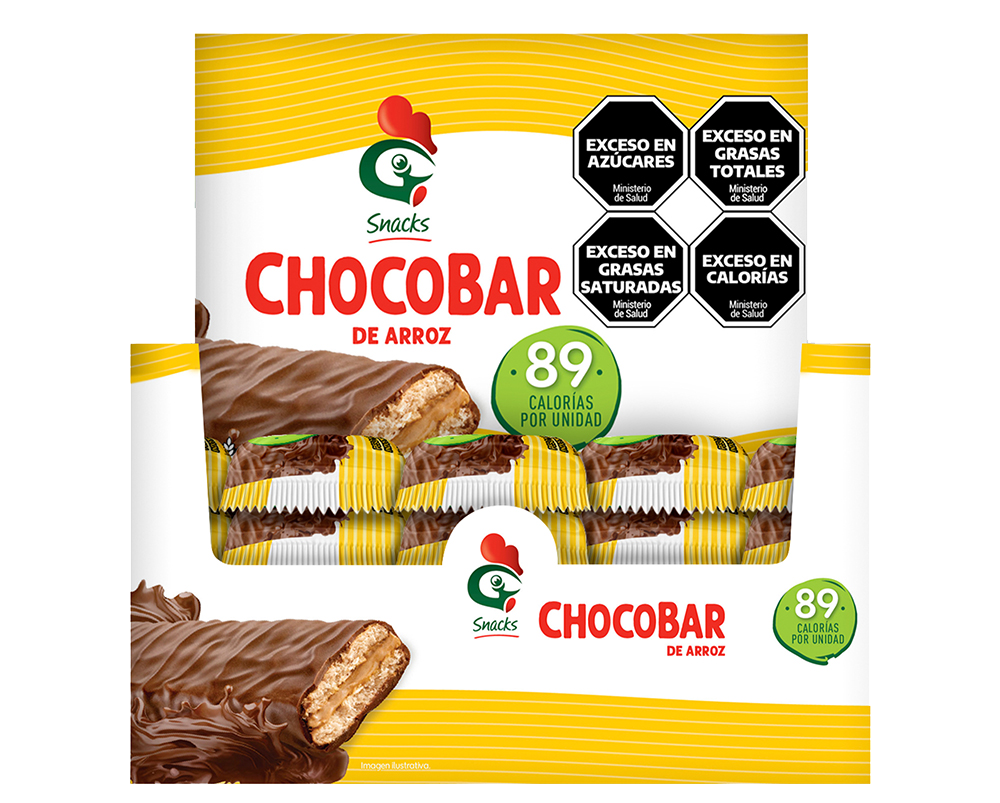 EXCESO EN
AZÚCARES
Ministerio
de Salud
EXCESO EN
GRASAS
TOTALES
Ministerio
de Salud
Snacks
EXCESO EN
GRASAS
SATURADAS
Ministerio
de Salud
EXCESO EN
CALORÍAS
Ministerio
de Salud
CHOCOBAR
DE ARROZ
89
CALORÍAS
POR UNIDAD
Snacks
CHOCOBAR
DE ARROZ
89
CALORÍAS
POR UNIDAD
Imagen ilustrativa.